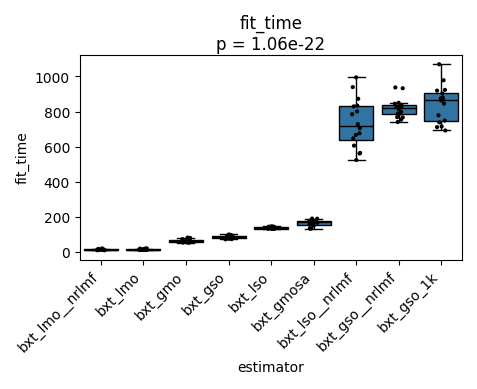 fit_time
p = 1.06e-22
fit_time
1000
800
600
400
200
0
bxt_lmo__nrlmf
bxt_lmo
bxt_gmo
bxt_gso
bxt_lso
bxt_gmosa
bxt_lso__nrlmf
bxt_gso__nrlmf
bxt_gso_1k
estimator